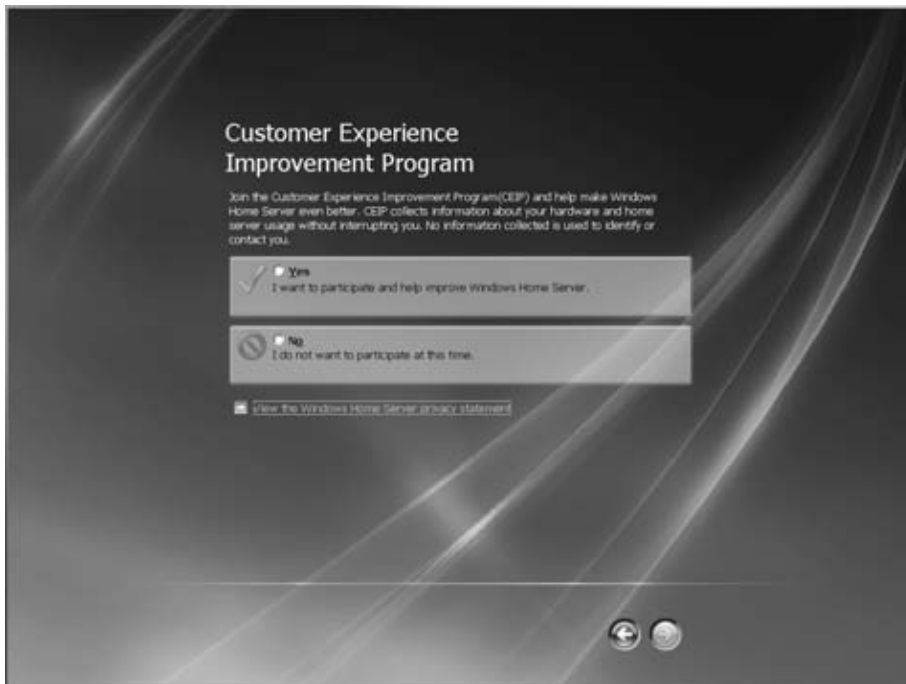 Customer Experience
Improvement Program
Join the Customer Experience Improvement Program(CEIP) and help make Windows
Home Server even better. CEIP collects information about your hardware and home
server usage without interrupting you. No information collected is used to identify or
contact you.
Yes
I want to participate and help improve Windows Home Server.
No
I do not want to participate at this time.
View the Windows Home Server privacy statement